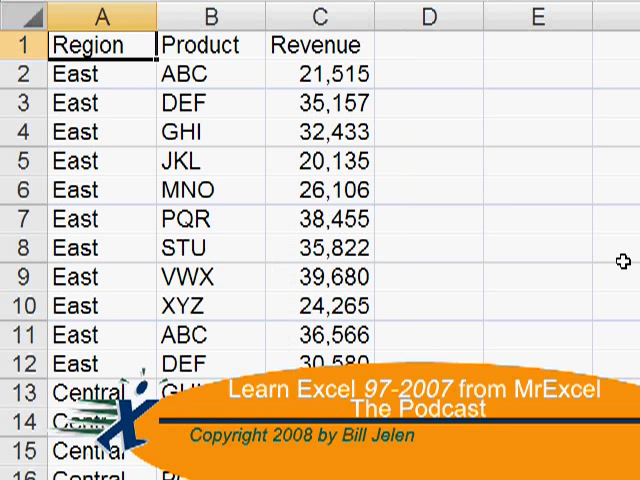 A B C D E
1 Region Product Revenue
2 East ABC 21,515
3 East DEF 35,157
4 East GHI 32,433
5 East JKL 20,135
6 East MNO 26,106
7 East PQR 38,455
8 East STU 35,822
9 East VWX 39,680
10 East XYZ 24,265
11 East ABC 36,566
12 East DEF 30,580
13 Central
14
15 Central
16 Central
Learn Excel 97-2007 from MrExcel
The Podcast
Copyright 2008 by Bill Jelen